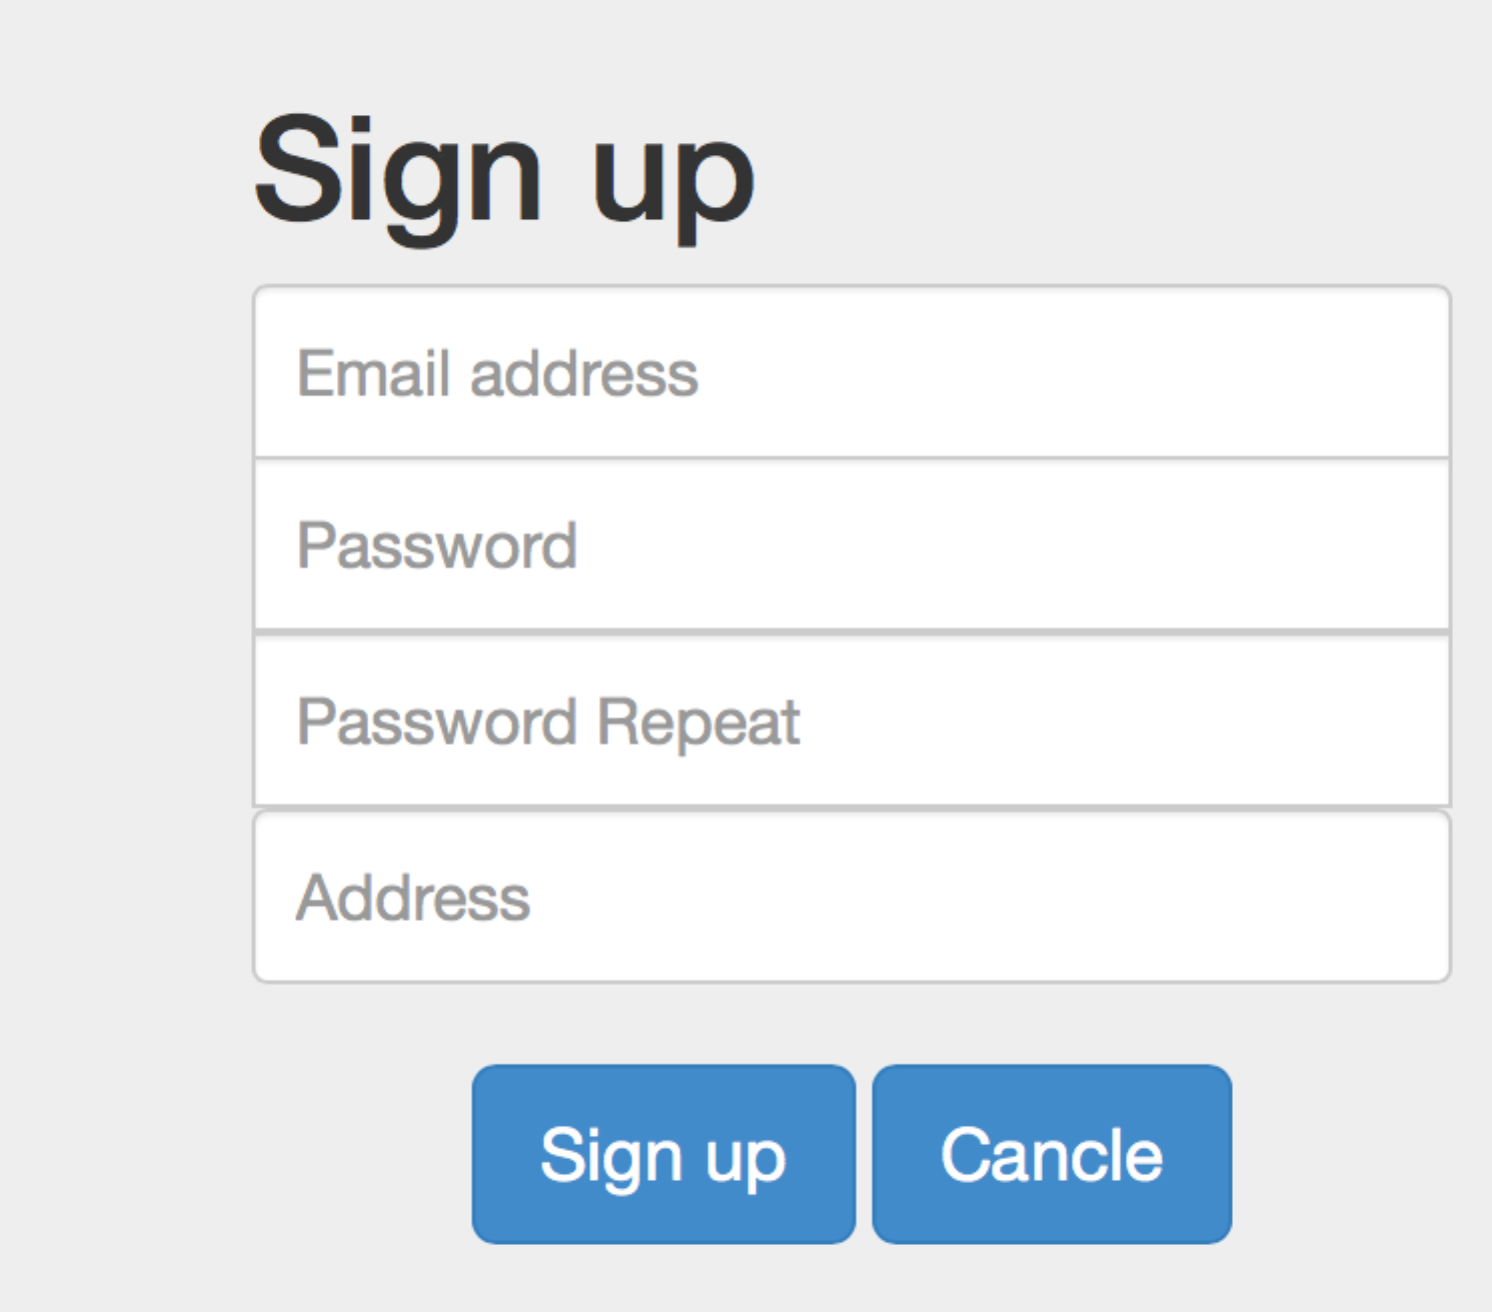 Sign up
Email address
Password
Password Repeat
Address
Sign up Cancle